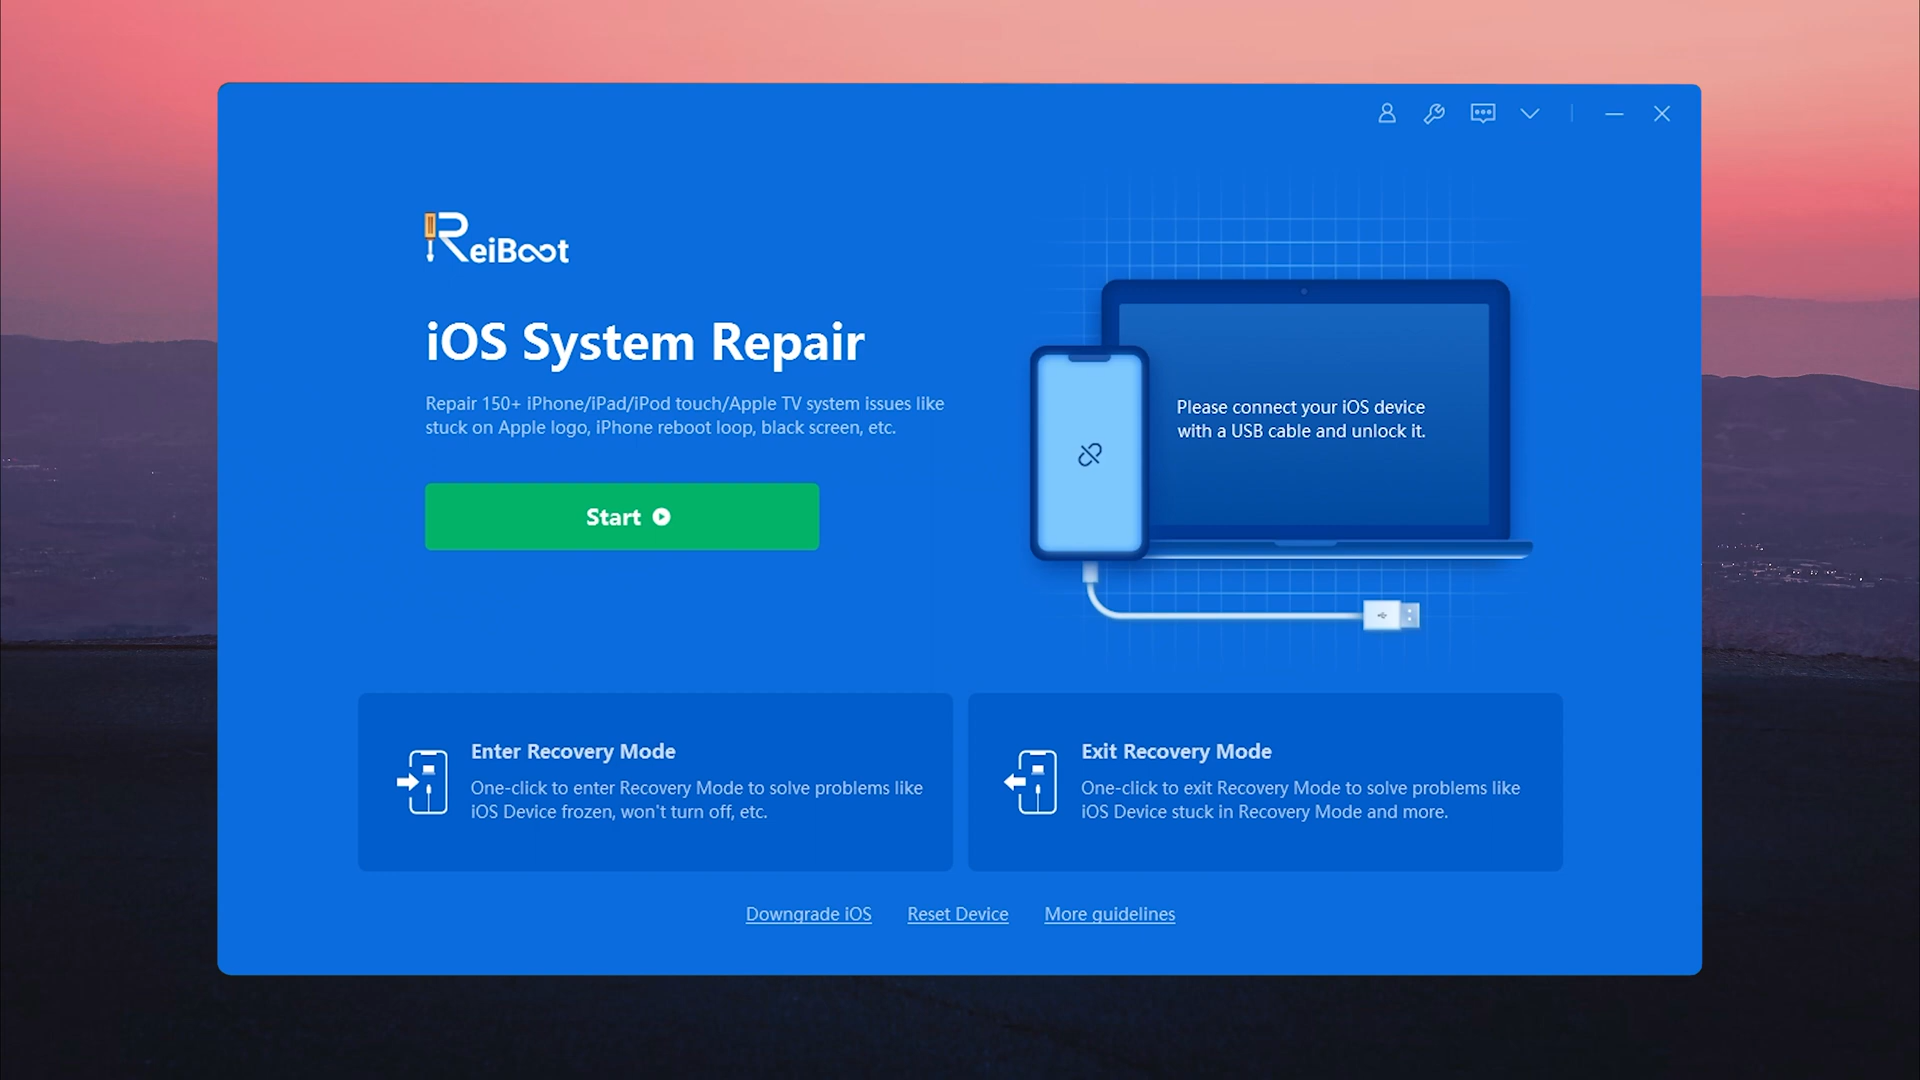 ReiBoot
iOS System Repair
Repair 150+ iPhone/iPad/iPod touch/Apple TV system issues like
stuck on Apple logo, iPhone reboot loop, black screen, etc.
Start
Please connect your iOS device
with a USB cable and unlock it.
Enter Recovery Mode
One-click to enter Recovery Mode to solve problems like
iOS Device frozen, won't turn off, etc.
Exit Recovery Mode
One-click to exit Recovery Mode to solve problems like
iOS Device stuck in Recovery Mode and more.
Downgrade iOS
Reset Device
More guidelines